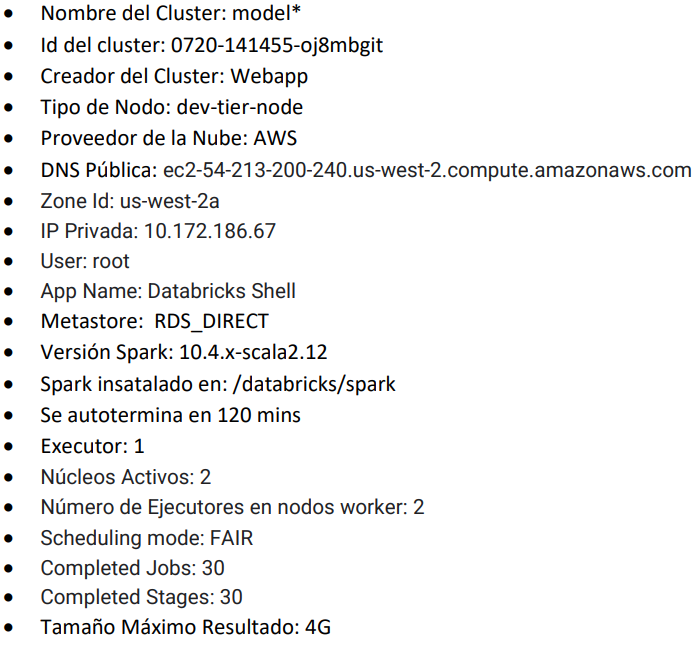 • Nombre del Cluster: model*
• Id del cluster: 0720-141455-oj8mbgit
• Creador del Cluster: Webapp
• Tipo de Nodo: dev-tier-node
• Proveedor de la Nube: AWS
• DNS Pública: ec2-54-213-200-240.us-west-2.compute.amazonaws.com
• Zone Id: us-west-2a
• IP Privada: 10.172.186.67
• User: root
• App Name: Databricks Shell
• Metastore: RDS_DIRECT
• Versión Spark: 10.4.x-scala2.12
• Spark insatalado en: /databricks/spark
• Se autotermina en 120 mins
• Executor: 1
• Núcleos Activos: 2
• Número de Ejecutores en nodos worker: 2
• Scheduling mode: FAIR
• Completed Jobs: 30
• Completed Stages: 30
• Tamaño Máximo Resultado: 4G